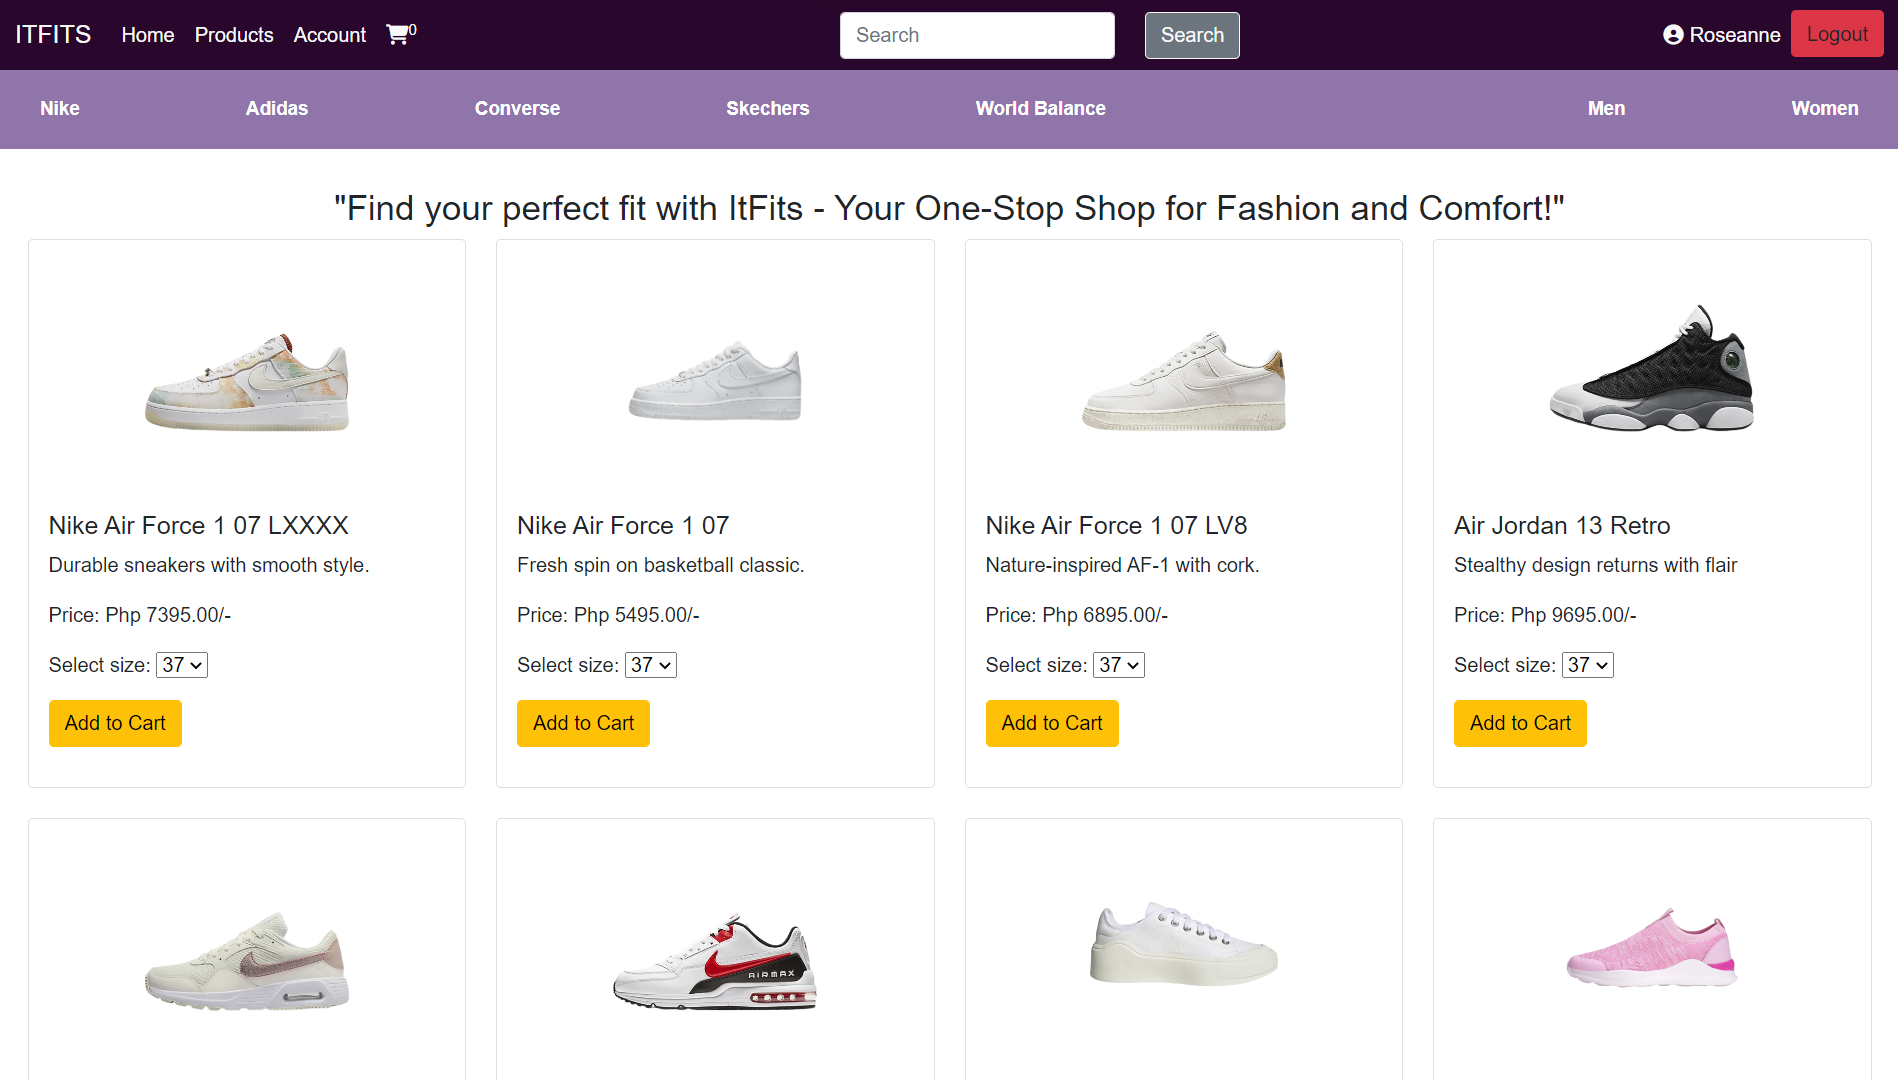 ITFITS Home Products Account 0 Search Search Roseanne Logout
Nike Adidas Converse Skechers World Balance Men Women
"Find your perfect fit with ItFits - Your One-Stop Shop for Fashion and Comfort!"
Nike Air Force 1 07 LXXXX
Durable sneakers with smooth style.
Price: Php 7395.00/-
Select size: 37
Add to Cart
Nike Air Force 1 07
Fresh spin on basketball classic.
Price: Php 5495.00/-
Select size: 37
Add to Cart
Nike Air Force 1 07 LV8
Nature-inspired AF-1 with cork.
Price: Php 6895.00/-
Select size: 37
Add to Cart
Air Jordan 13 Retro
Stealthy design returns with flair
Price: Php 9695.00/-
Select size: 37
Add to Cart
AIRMAX